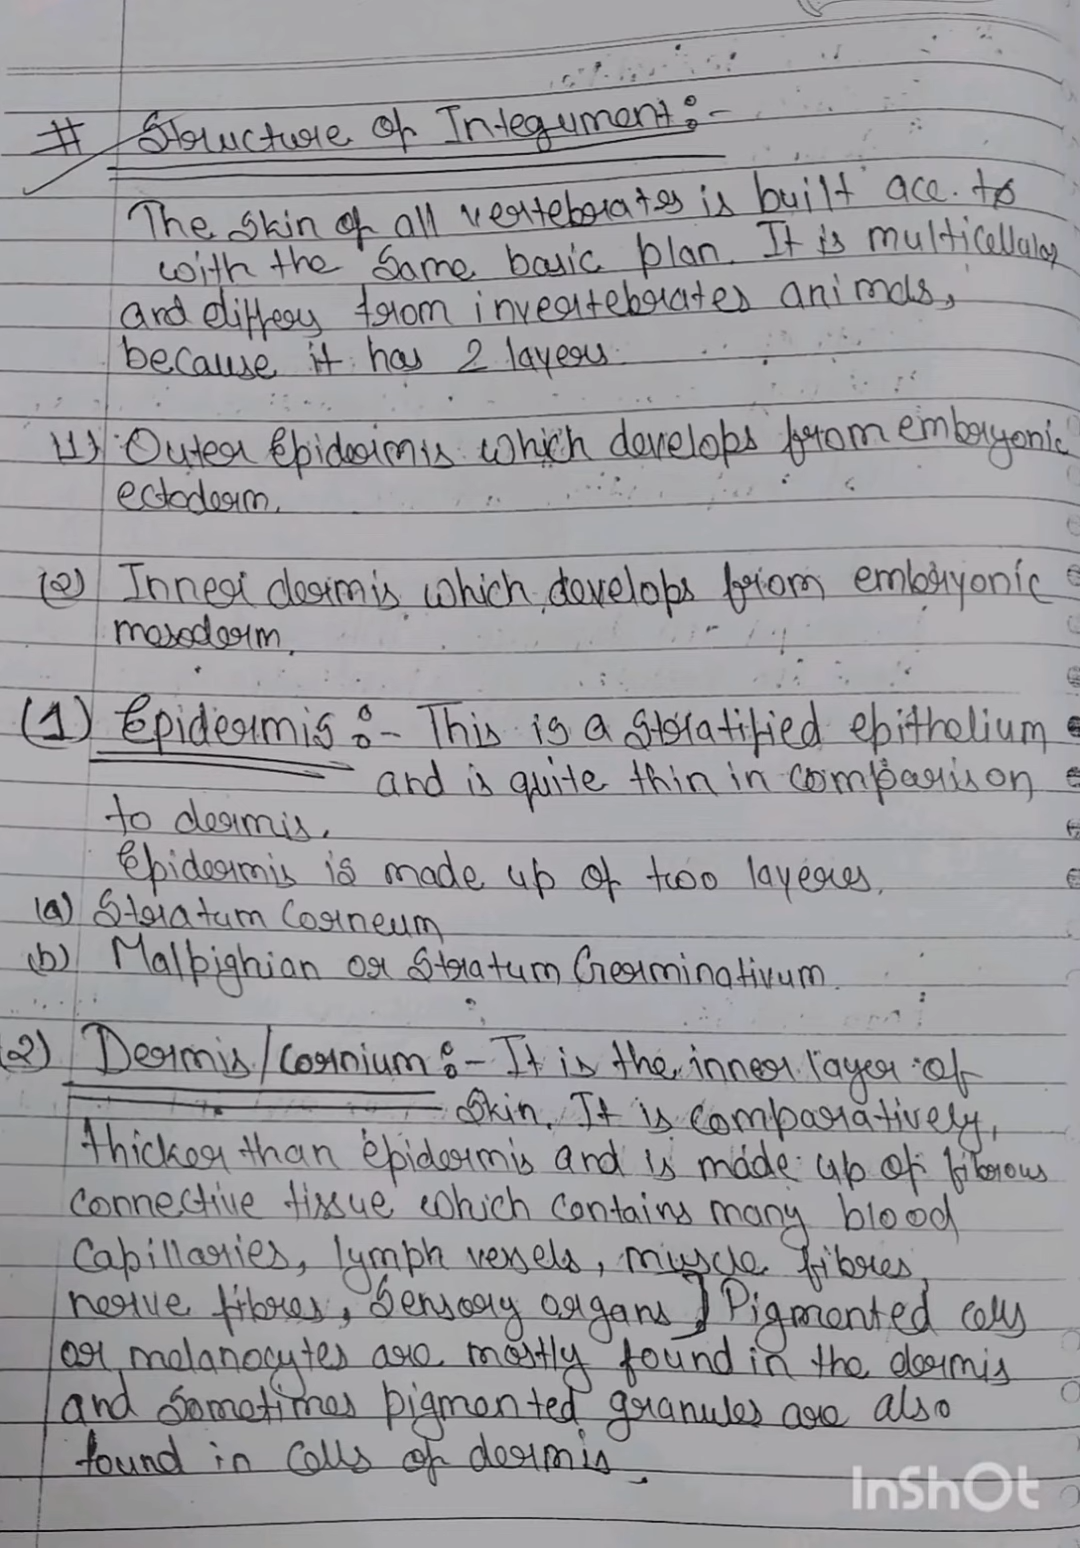 # Structure of Integument :-
The skin of all vertebrates is built acc. to
with the same basic plan. It is multicellular
and differs from invertebrates animals,
because it has 2 layers.
(1) Outer Epidermis which develops from embryonic
ectoderm.
(2) Inner dermis which develops from embryonic
mesoderm.
(1) Epidermis :- This is a stratified epithelium
and is quite thin in comparison
to dermis.
Epidermis is made up of two layeres.
(a) Stratum Corneum
(b) Malpighian or Stratum Germinativum
(2) Dermis / Cornium :- It is the inner layer of
Skin. It is comparatively,
thicker than epidermis and is made up of fibrous
connective tissue which contains many blood
Capillaries, lymph vessels, muscle fibres,
nerve fibres, sensory organs] Pigmented cells
or melanocytes are mostly found in the dermis
and sometimes pigmented granules are also
found in cells of dermis.
InShOt